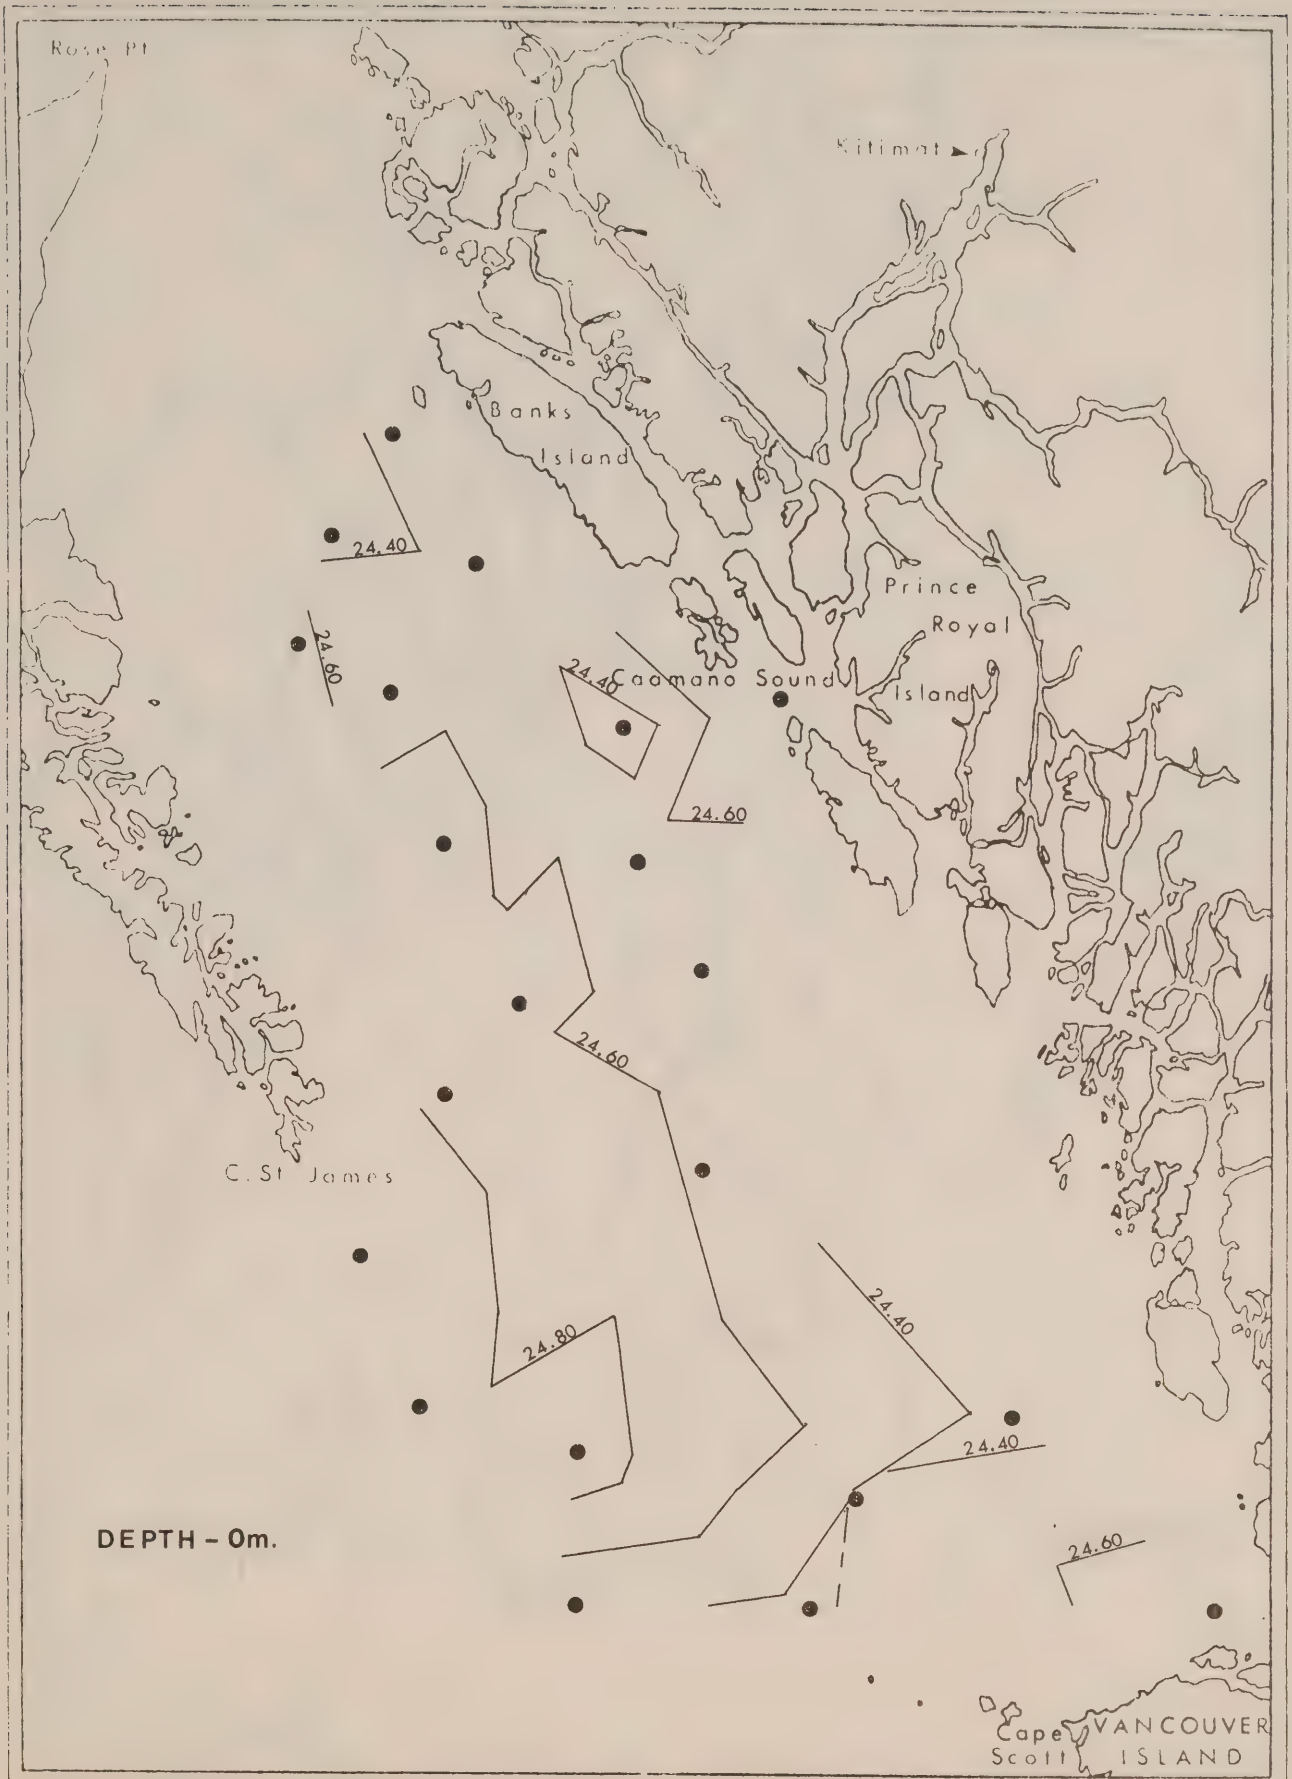 Rose Pt
Kitimat
Banks
Island
24.40
Prince
Royal
Island
24.60
24.40
Caamano Sound
24.60
24.60
C. St James
24.40
24.80
24.40
DEPTH - 0m.
24.60
Cape
Scott
VANCOUVER
ISLAND